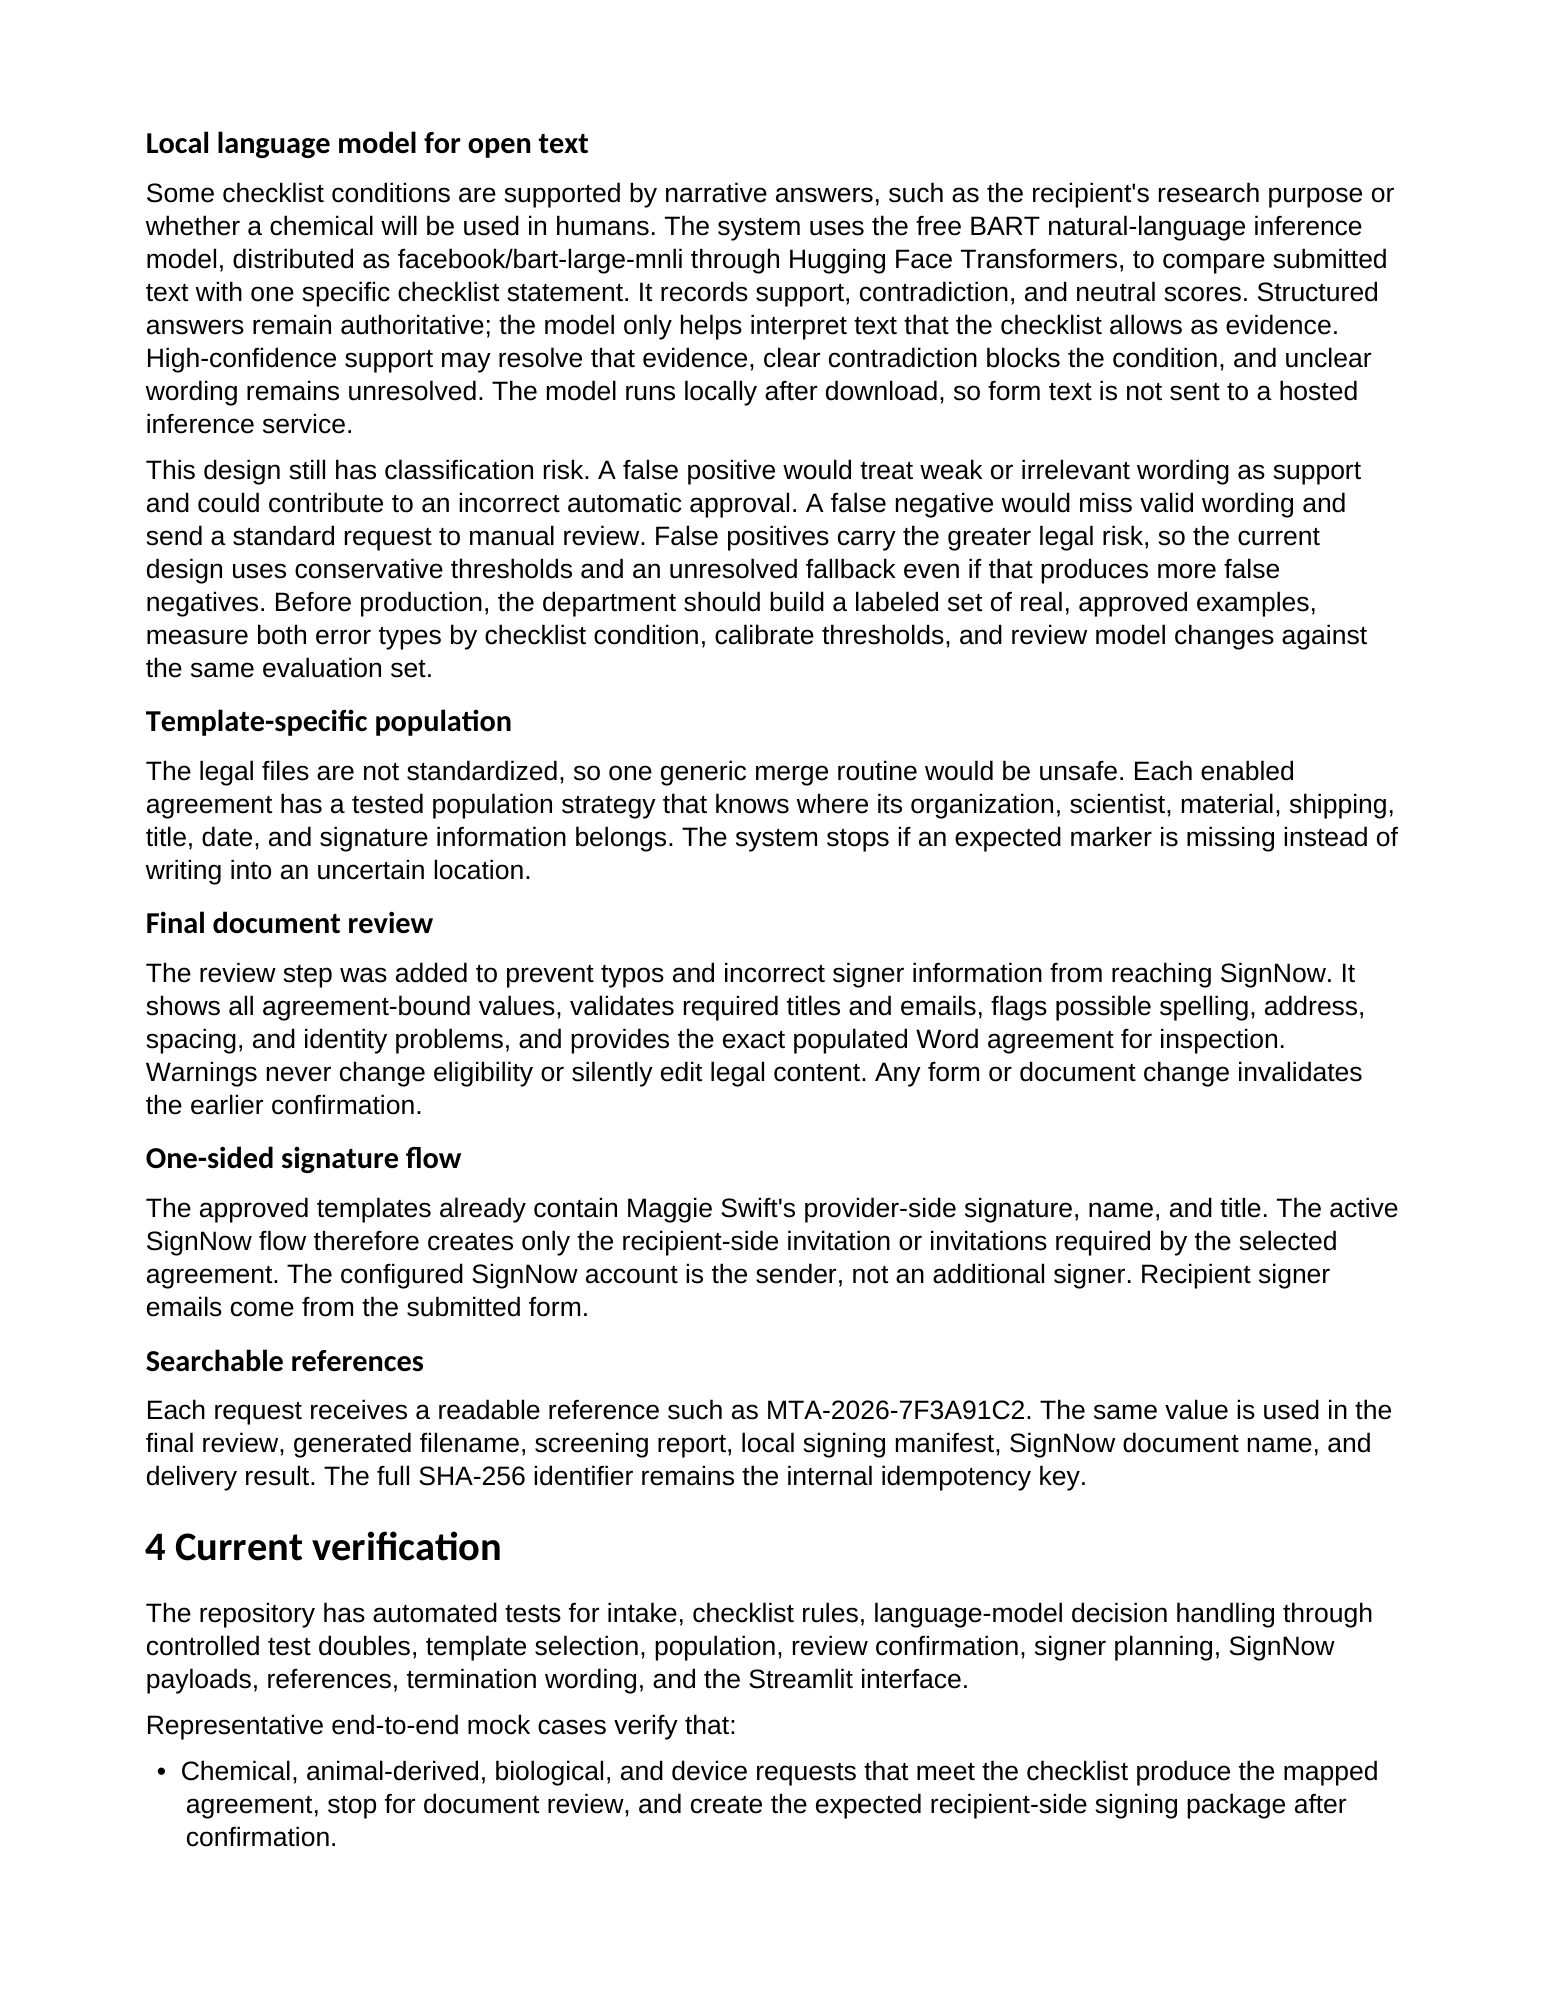 Local language model for open text
Some checklist conditions are supported by narrative answers, such as the recipient's research purpose or
whether a chemical will be used in humans. The system uses the free BART natural-language inference
model, distributed as facebook/bart-large-mnli through Hugging Face Transformers, to compare submitted
text with one specific checklist statement. It records support, contradiction, and neutral scores. Structured
answers remain authoritative; the model only helps interpret text that the checklist allows as evidence.
High-confidence support may resolve that evidence, clear contradiction blocks the condition, and unclear
wording remains unresolved. The model runs locally after download, so form text is not sent to a hosted
inference service.
This design still has classification risk. A false positive would treat weak or irrelevant wording as support
and could contribute to an incorrect automatic approval. A false negative would miss valid wording and
send a standard request to manual review. False positives carry the greater legal risk, so the current
design uses conservative thresholds and an unresolved fallback even if that produces more false
negatives. Before production, the department should build a labeled set of real, approved examples,
measure both error types by checklist condition, calibrate thresholds, and review model changes against
the same evaluation set.
Template-specific population
The legal files are not standardized, so one generic merge routine would be unsafe. Each enabled
agreement has a tested population strategy that knows where its organization, scientist, material, shipping,
title, date, and signature information belongs. The system stops if an expected marker is missing instead of
writing into an uncertain location.
Final document review
The review step was added to prevent typos and incorrect signer information from reaching SignNow. It
shows all agreement-bound values, validates required titles and emails, flags possible spelling, address,
spacing, and identity problems, and provides the exact populated Word agreement for inspection.
Warnings never change eligibility or silently edit legal content. Any form or document change invalidates
the earlier confirmation.
One-sided signature flow
The approved templates already contain Maggie Swift's provider-side signature, name, and title. The active
SignNow flow therefore creates only the recipient-side invitation or invitations required by the selected
agreement. The configured SignNow account is the sender, not an additional signer. Recipient signer
emails come from the submitted form.
Searchable references
Each request receives a readable reference such as MTA-2026-7F3A91C2. The same value is used in the
final review, generated filename, screening report, local signing manifest, SignNow document name, and
delivery result. The full SHA-256 identifier remains the internal idempotency key.
4 Current verification
The repository has automated tests for intake, checklist rules, language-model decision handling through
controlled test doubles, template selection, population, review confirmation, signer planning, SignNow
payloads, references, termination wording, and the Streamlit interface.
Representative end-to-end mock cases verify that:
• Chemical, animal-derived, biological, and device requests that meet the checklist produce the mapped
agreement, stop for document review, and create the expected recipient-side signing package after
confirmation.